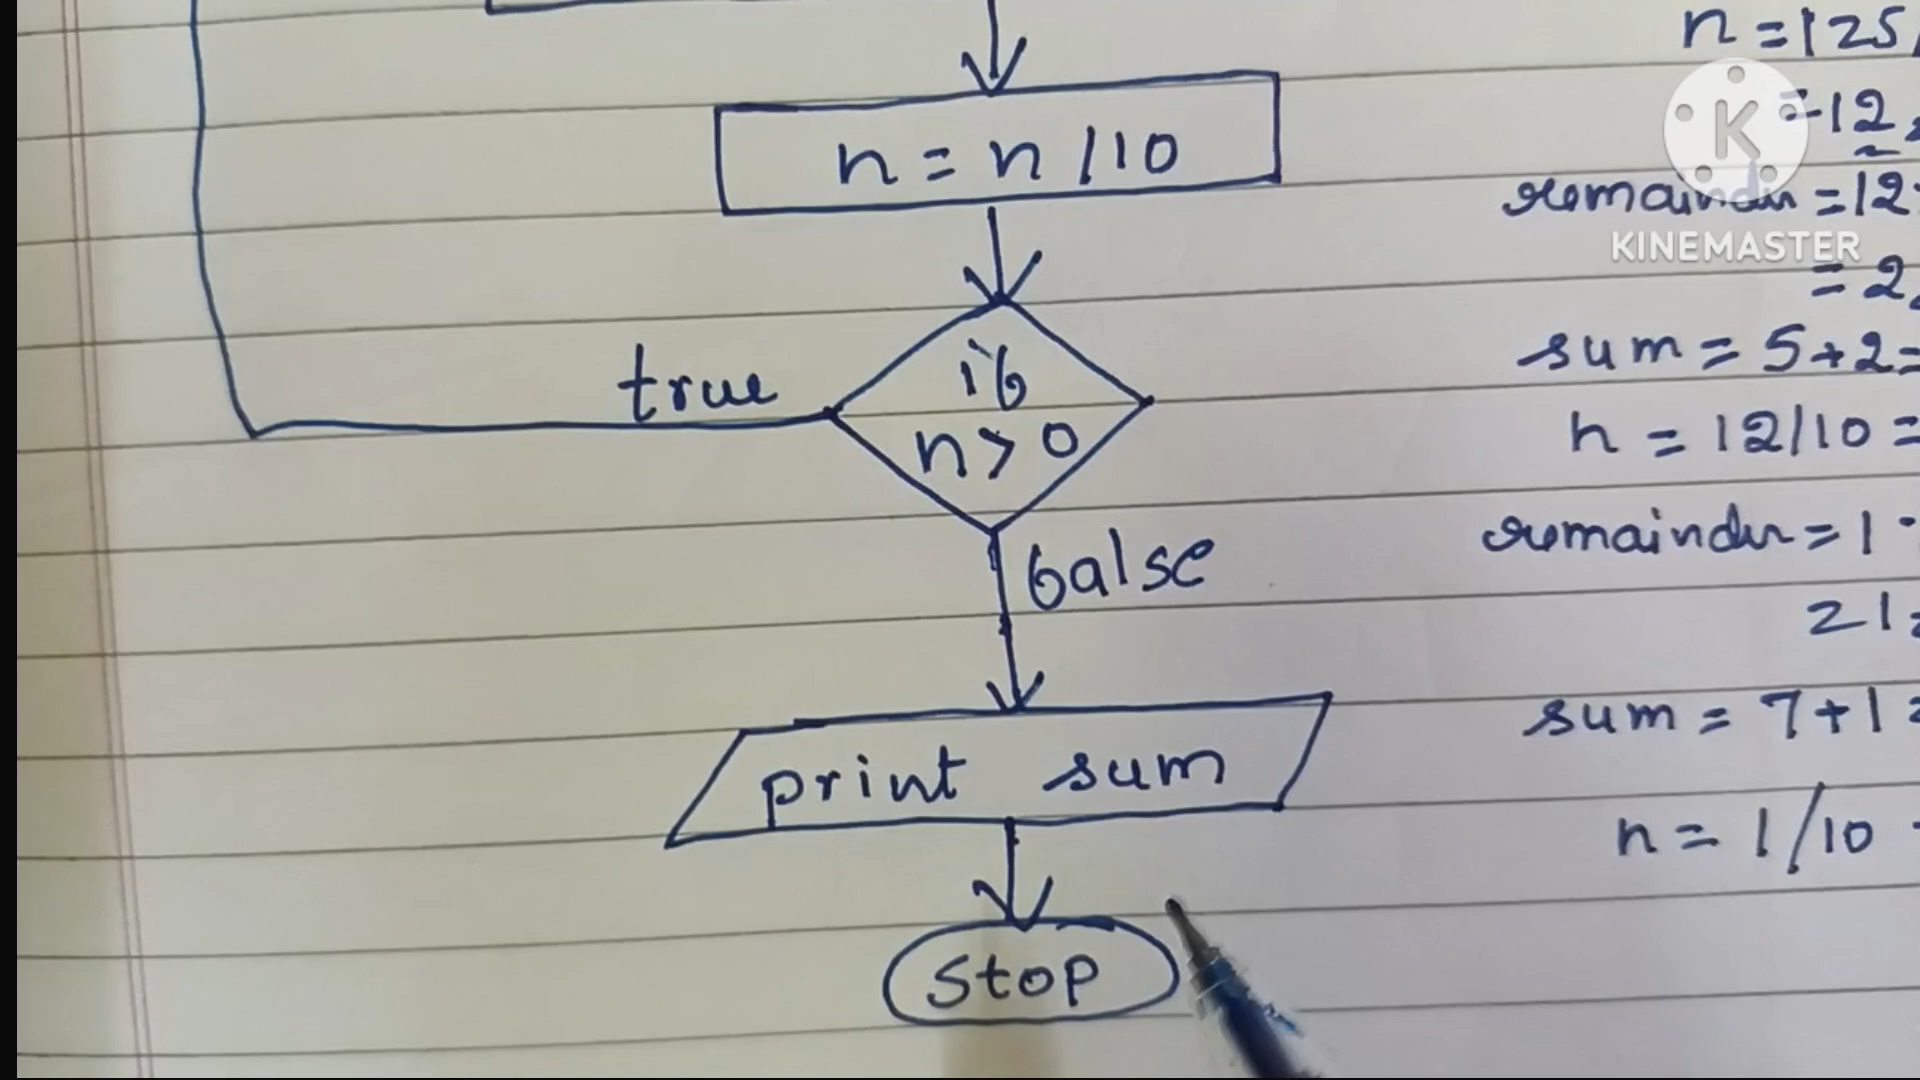 n = n / 10
if
n > 0
true
false
print sum
stop
n = 125/
= 12
remainder = 12
= 2
sum = 5 + 2 =
n = 12/10 =
remainder = 1
21
sum = 7 + 1 =
n = 1/10
K
KINEMASTER